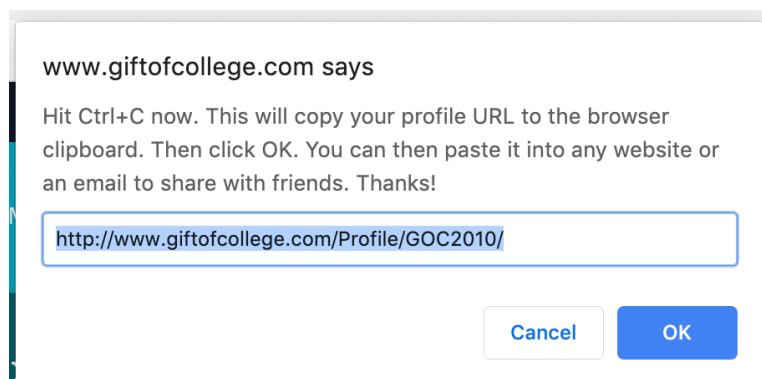 www.giftofcollege.com says
Hit Ctrl+C now. This will copy your profile URL to the browser
clipboard. Then click OK. You can then paste it into any website or
an email to share with friends. Thanks!
http://www.giftofcollege.com/Profile/GOC2010/
Cancel OK